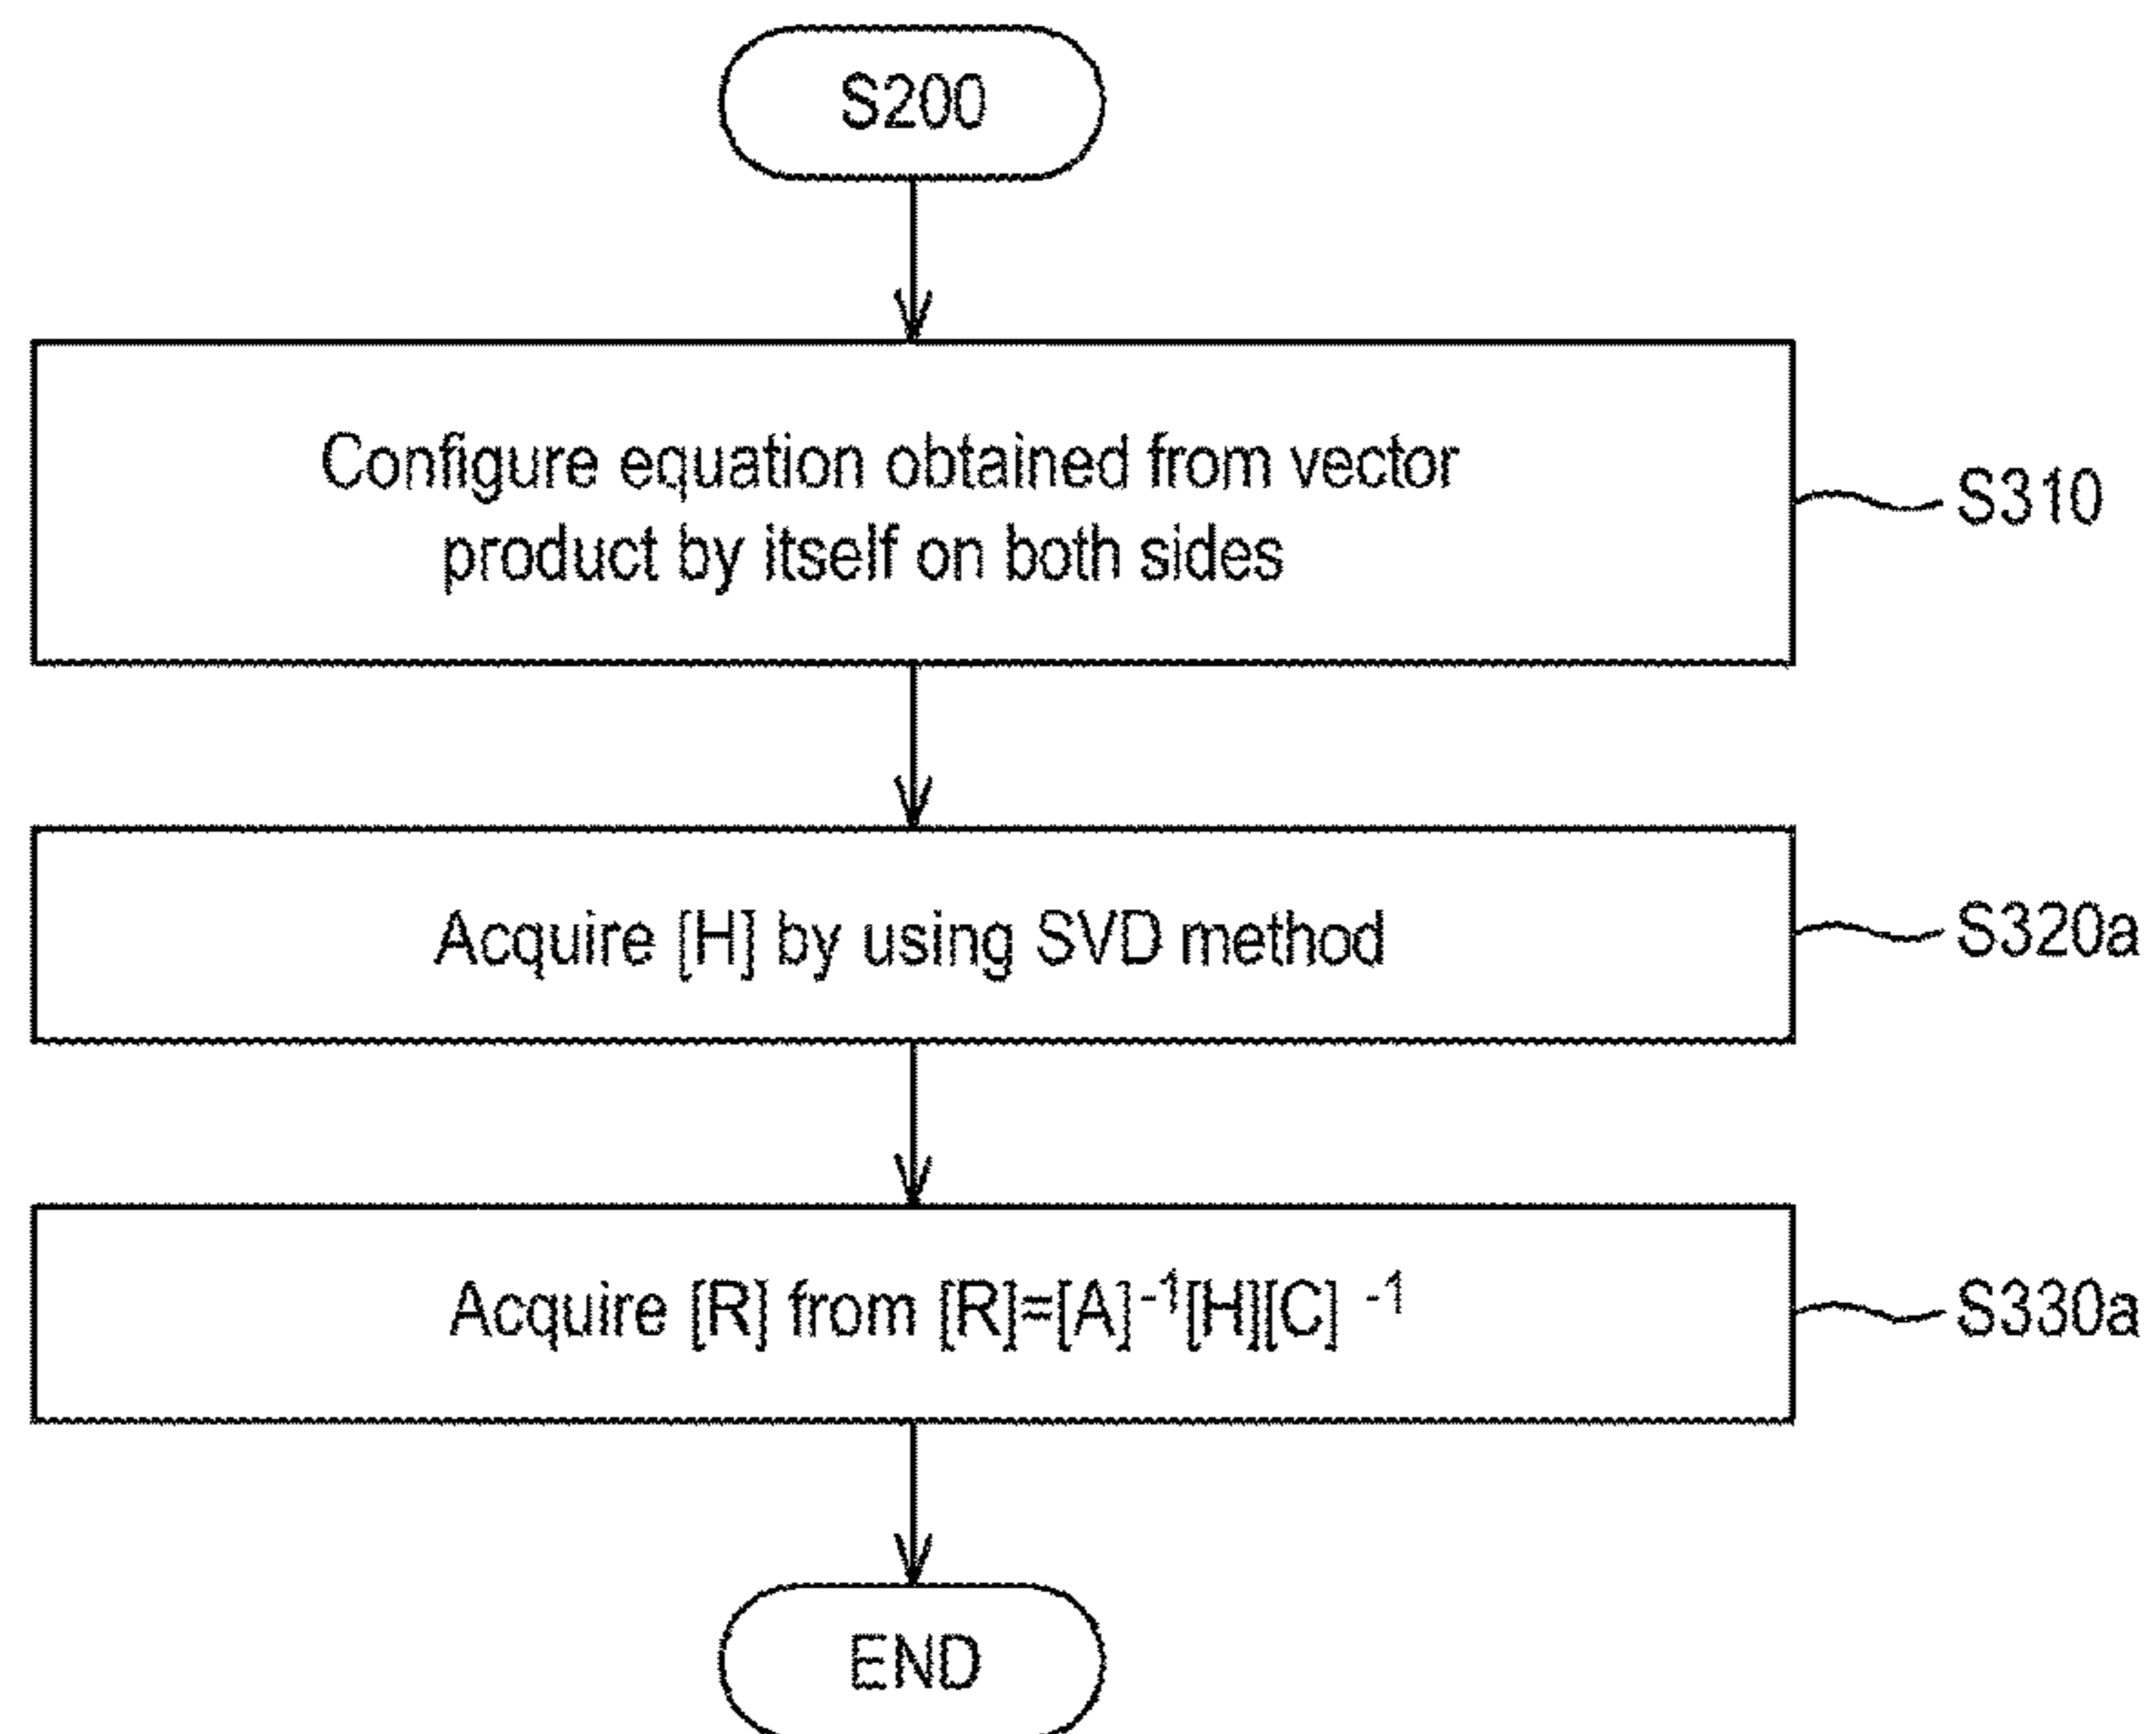 S200
Configure equation obtained from vector
product by itself on both sides
S310
Acquire [H] by using SVD method
S320a
Acquire [R] from [R]=[A]⁻¹[H][C] ⁻¹
S330a
END